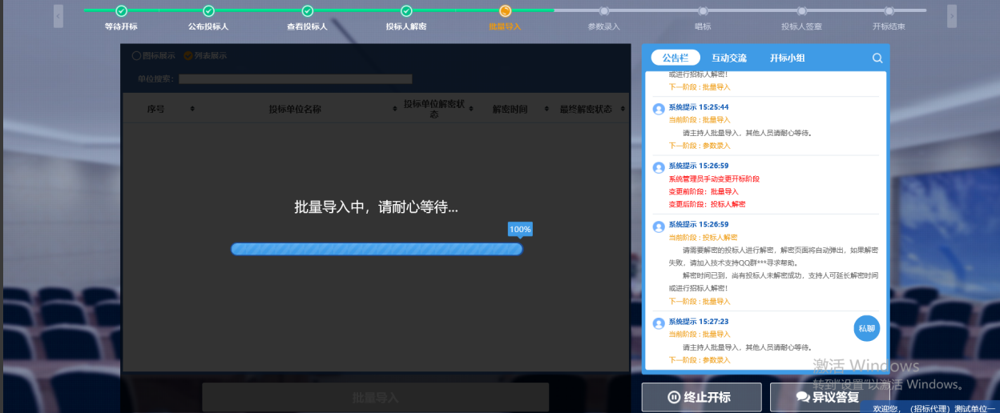 等待开标
公布投标人
查看投标人
投标人解密
批量导入
参数录入
唱标
投标人签章
开标结束
图标展示 列表展示
单位搜索：
序号 投标单位名称 投标单位解密状态 解密时间 最终解密状态
批量导入中，请耐心等待...
100%
批量导入
公告栏 互动交流 开标小组
或进行招标人解密！
下一阶段：批量导入
系统提示 15:25:44
当前阶段：批量导入
请主持人批量导入，其他人员请耐心等待。
下一阶段：参数录入
系统提示 15:26:59
系统管理员手动变更开标阶段
变更前阶段：批量导入
变更后阶段：投标人解密
系统提示 15:26:59
当前阶段：投标人解密
请需要解密的投标人进行解密，解密页面将自动弹出，如果解密
失败，请加入技术支持QQ群***寻求帮助。
解密时间已到，尚有投标人未解密成功，支持人可延长解密时间
或进行招标人解密！
下一阶段：批量导入
系统提示 15:27:23
当前阶段：批量导入
请主持人批量导入，其他人员请耐心等待。
下一阶段：参数录入
私聊
激活 Windows
转到"设置"以激活 Windows。
终止开标
异议答复
欢迎您，（招标代理）测试单位一